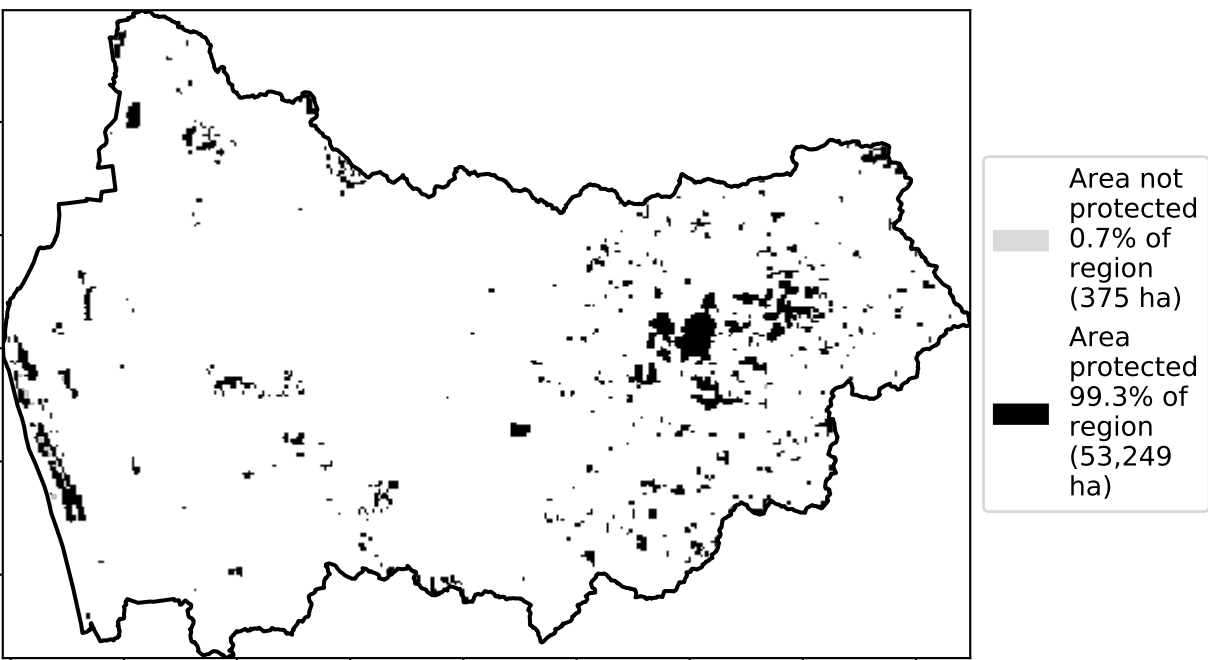 Area not
protected
0.7% of
region
(375 ha)
Area
protected
99.3% of
region
(53,249
ha)